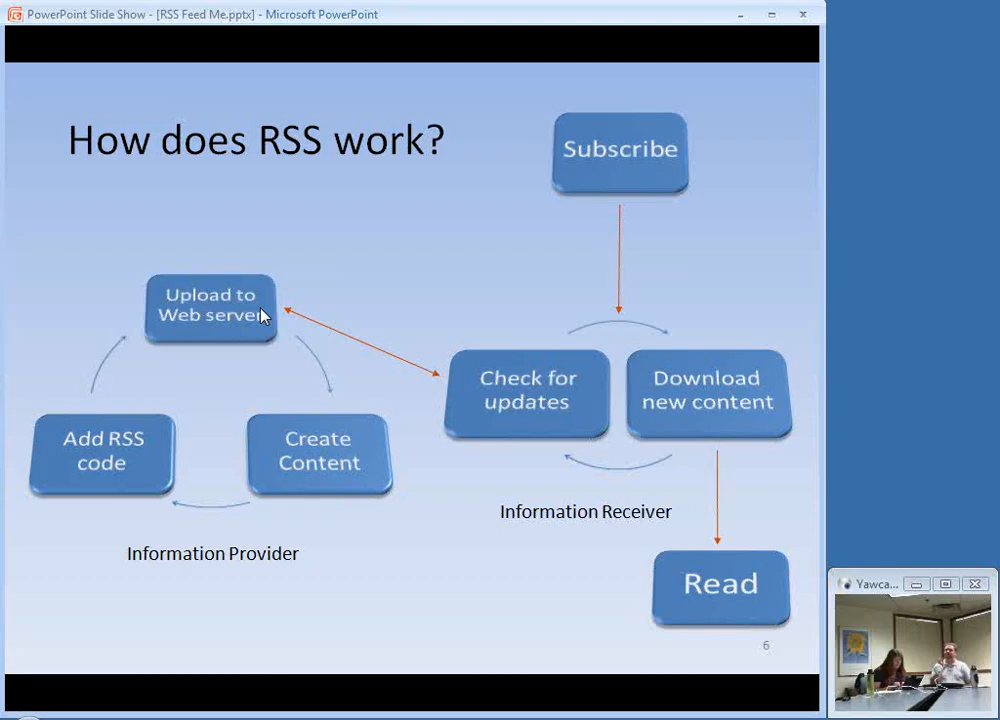 PowerPoint Slide Show - [RSS Feed Me.pptx] - Microsoft PowerPoint
How does RSS work?
Subscribe
Upload to
Web server
Check for
updates
Download
new content
Add RSS
code
Create
Content
Information Receiver
Information Provider
Read
6
Yawca...